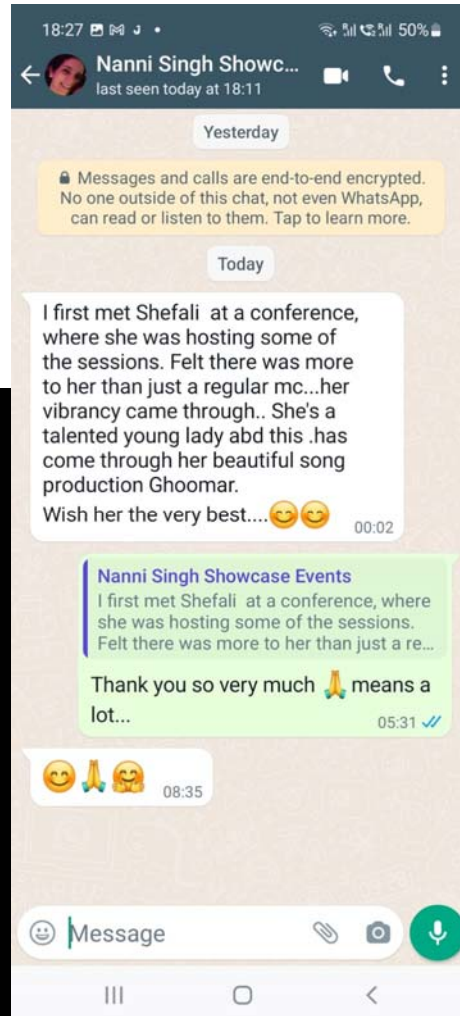 18:27
50%
Nanni Singh Showc...
last seen today at 18:11
Yesterday
Messages and calls are end-to-end encrypted.
No one outside of this chat, not even WhatsApp,
can read or listen to them. Tap to learn more.
Today
I first met Shefali at a conference,
where she was hosting some of
the sessions. Felt there was more
to her than just a regular mc...her
vibrancy came through.. She's a
talented young lady abd this .has
come through her beautiful song
production Ghoomar.
Wish her the very best....😊😊
00:02
Nanni Singh Showcase Events
I first met Shefali at a conference, where
she was hosting some of the sessions.
Felt there was more to her than just a re...
Thank you so very much 🙏 means a
lot...
05:31
😊🙏🤗
08:35
Message